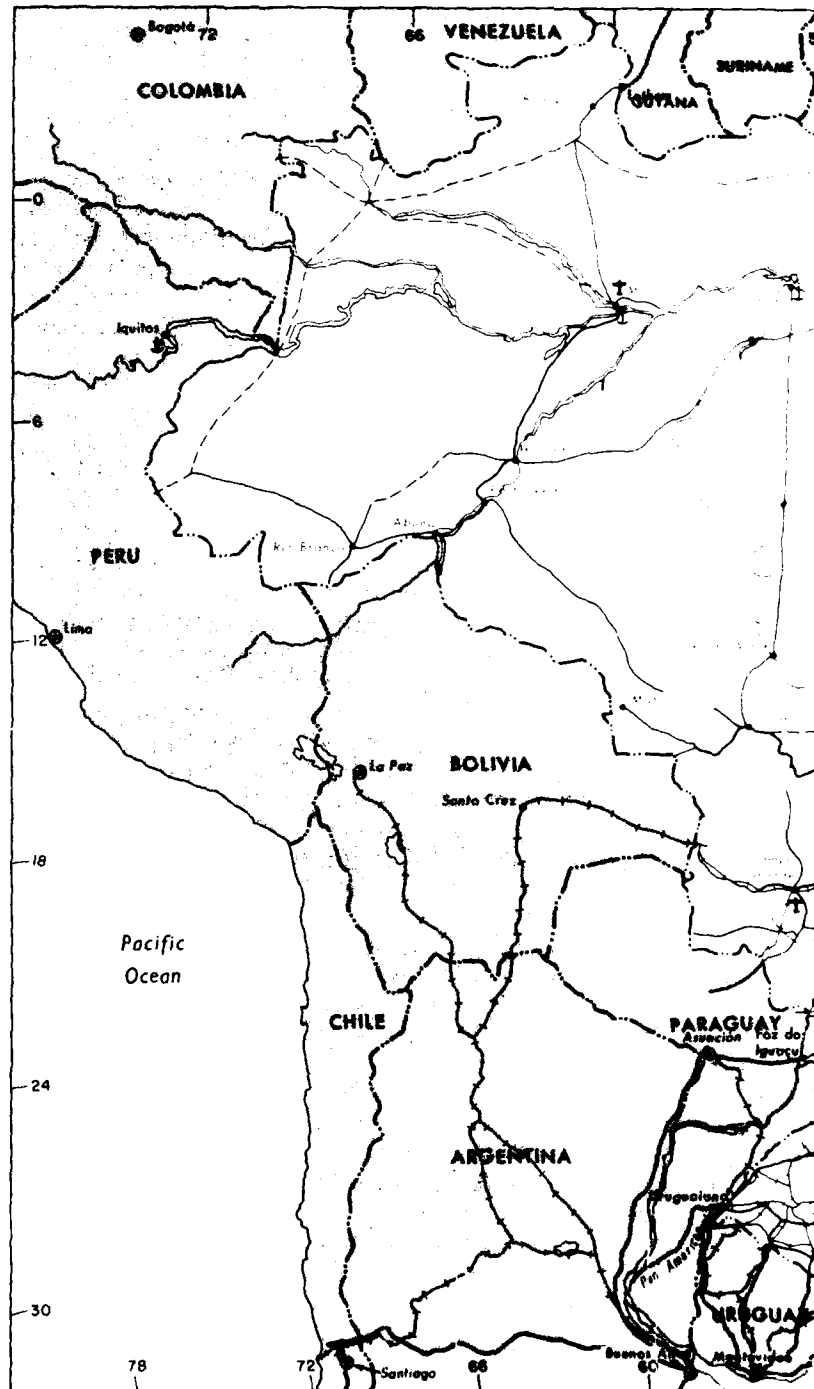 Bogotá
72
66
VENEZUELA
SURINAME
COLOMBIA
GUYANA
0
Iquitos
6
Rio Branco
PERU
Lima
12
La Paz
BOLIVIA
Santa Cruz
18
Pacific
Ocean
CHILE
PARAGUAY
Asunción
Foz do
Iguaçu
24
ARGENTINA
Uruguaiana
Pan American
30
URUGUAY
Buenos Aires
Montevideo
78
72
66
60
Santiago